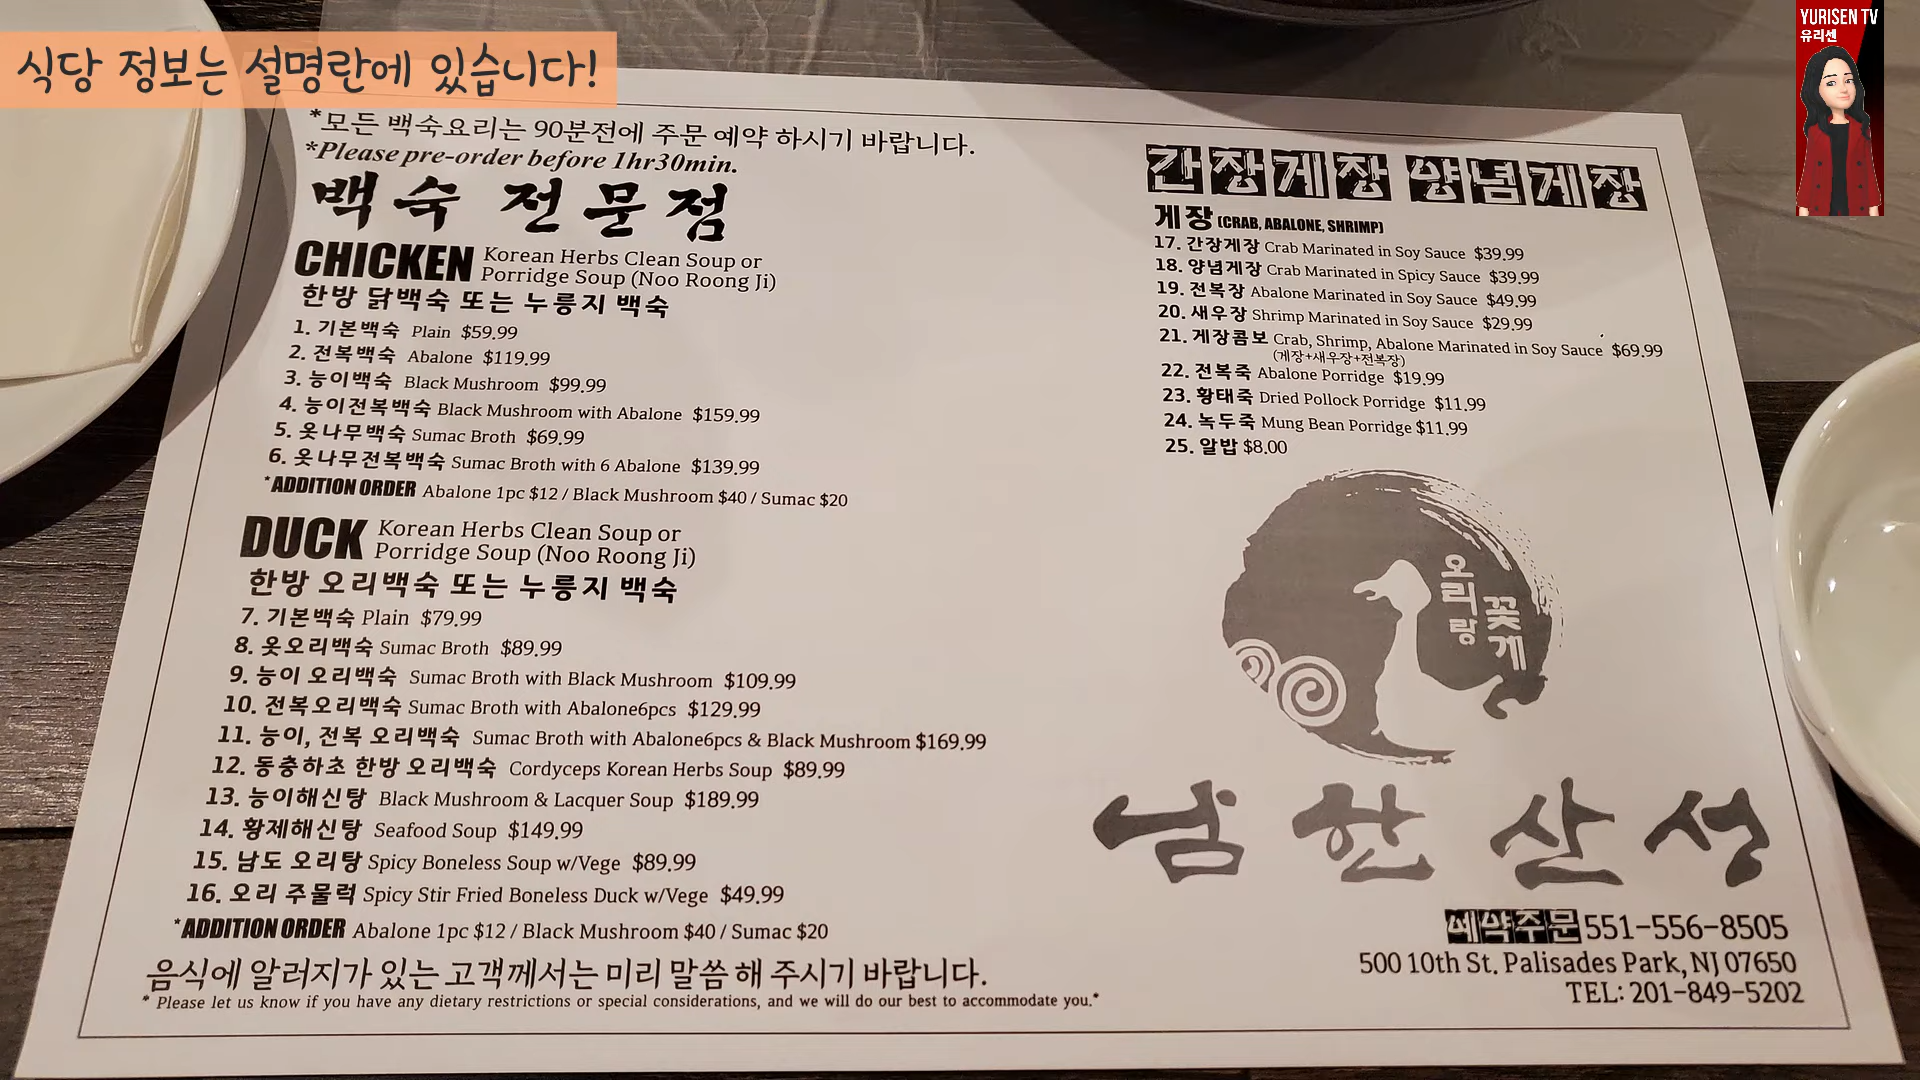 식당 정보는 설명란에 있습니다!
YURISEN TV
유리센
*모든 백숙요리는 90분전에 주문 예약 하시기 바랍니다.
*Please pre-order before 1hr30min.
백숙 전문점
CHICKEN Korean Herbs Clean Soup or
Porridge Soup (Noo Roong Ji)
한방 닭백숙 또는 누룽지 백숙
1. 기본백숙 Plain $59.99
2. 전복백숙 Abalone $119.99
3. 능이백숙 Black Mushroom $99.99
4. 능이전복백숙 Black Mushroom with Abalone $159.99
5. 옷나무백숙 Sumac Broth $69.99
6. 옷나무전복백숙 Sumac Broth with 6 Abalone $139.99
*ADDITION ORDER Abalone 1pc $12 / Black Mushroom $40 / Sumac $20
DUCK Korean Herbs Clean Soup or
Porridge Soup (Noo Roong Ji)
한방 오리백숙 또는 누룽지 백숙
7. 기본백숙 Plain $79.99
8. 옷오리백숙 Sumac Broth $89.99
9. 능이 오리백숙 Sumac Broth with Black Mushroom $109.99
10. 전복오리백숙 Sumac Broth with Abalone6pcs $129.99
11. 능이, 전복 오리백숙 Sumac Broth with Abalone6pcs & Black Mushroom $169.99
12. 동충하초 한방 오리백숙 Cordyceps Korean Herbs Soup $89.99
13. 능이해신탕 Black Mushroom & Lacquer Soup $189.99
14. 황제해신탕 Seafood Soup $149.99
15. 남도 오리탕 Spicy Boneless Soup w/Vege $89.99
16. 오리 주물럭 Spicy Stir Fried Boneless Duck w/Vege $49.99
*ADDITION ORDER Abalone 1pc $12 / Black Mushroom $40 / Sumac $20
음식에 알러지가 있는 고객께서는 미리 말씀 해 주시기 바랍니다.
* Please let us know if you have any dietary restrictions or special considerations, and we will do our best to accommodate you.*
간장게장 양념게장
게장 (CRAB, ABALONE, SHRIMP)
17. 간장게장 Crab Marinated in Soy Sauce $39.99
18. 양념게장 Crab Marinated in Spicy Sauce $39.99
19. 전복장 Abalone Marinated in Soy Sauce $49.99
20. 새우장 Shrimp Marinated in Soy Sauce $29.99
21. 게장콤보 Crab, Shrimp, Abalone Marinated in Soy Sauce $69.99
(게장+새우장+전복장)
22. 전복죽 Abalone Porridge $19.99
23. 황태죽 Dried Pollock Porridge $11.99
24. 녹두죽 Mung Bean Porridge $11.99
25. 알밥 $8.00
오리랑
꽃게
남한산성
예약주문 551-556-8505
500 10th St. Palisades Park, NJ 07650
TEL: 201-849-5202